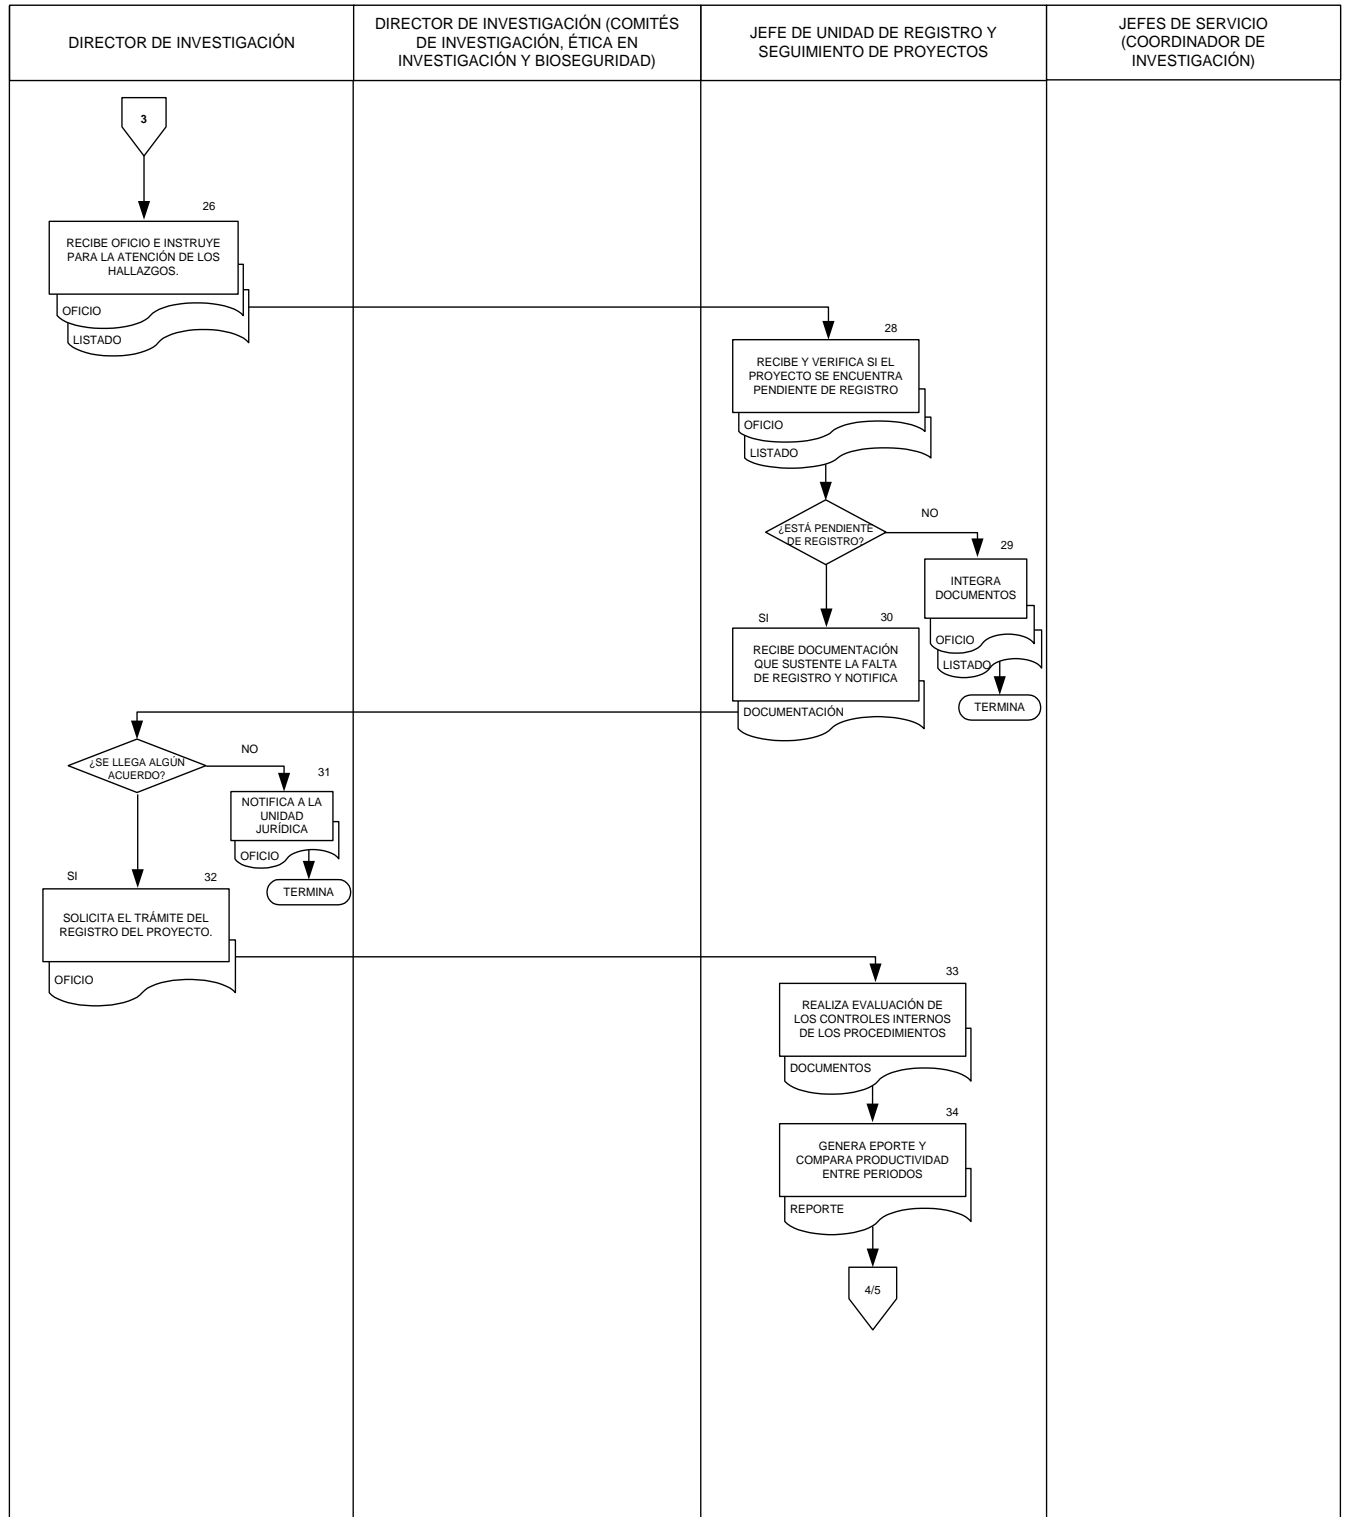 DIRECTOR DE INVESTIGACIÓN
DIRECTOR DE INVESTIGACIÓN (COMITÉS
DE INVESTIGACIÓN, ÉTICA EN
INVESTIGACIÓN Y BIOSEGURIDAD)
JEFE DE UNIDAD DE REGISTRO Y
SEGUIMIENTO DE PROYECTOS
JEFES DE SERVICIO
(COORDINADOR DE
INVESTIGACIÓN)
3
26
RECIBE OFICIO E INSTRUYE
PARA LA ATENCIÓN DE LOS
HALLAZGOS.
OFICIO
LISTADO
28
RECIBE Y VERIFICA SI EL
PROYECTO SE ENCUENTRA
PENDIENTE DE REGISTRO
OFICIO
LISTADO
¿ESTÁ PENDIENTE
DE REGISTRO?
NO
29
INTEGRA
DOCUMENTOS
OFICIO
LISTADO
TERMINA
SI
30
RECIBE DOCUMENTACIÓN
QUE SUSTENTE LA FALTA
DE REGISTRO Y NOTIFICA
DOCUMENTACIÓN
¿SE LLEGA ALGÚN
ACUERDO?
NO
31
NOTIFICA A LA
UNIDAD
JURÍDICA
OFICIO
TERMINA
SI
32
SOLICITA EL TRÁMITE DEL
REGISTRO DEL PROYECTO.
OFICIO
33
REALIZA EVALUACIÓN DE
LOS CONTROLES INTERNOS
DE LOS PROCEDIMIENTOS
DOCUMENTOS
34
GENERA EPORTE Y
COMPARA PRODUCTIVIDAD
ENTRE PERIODOS
REPORTE
4/5